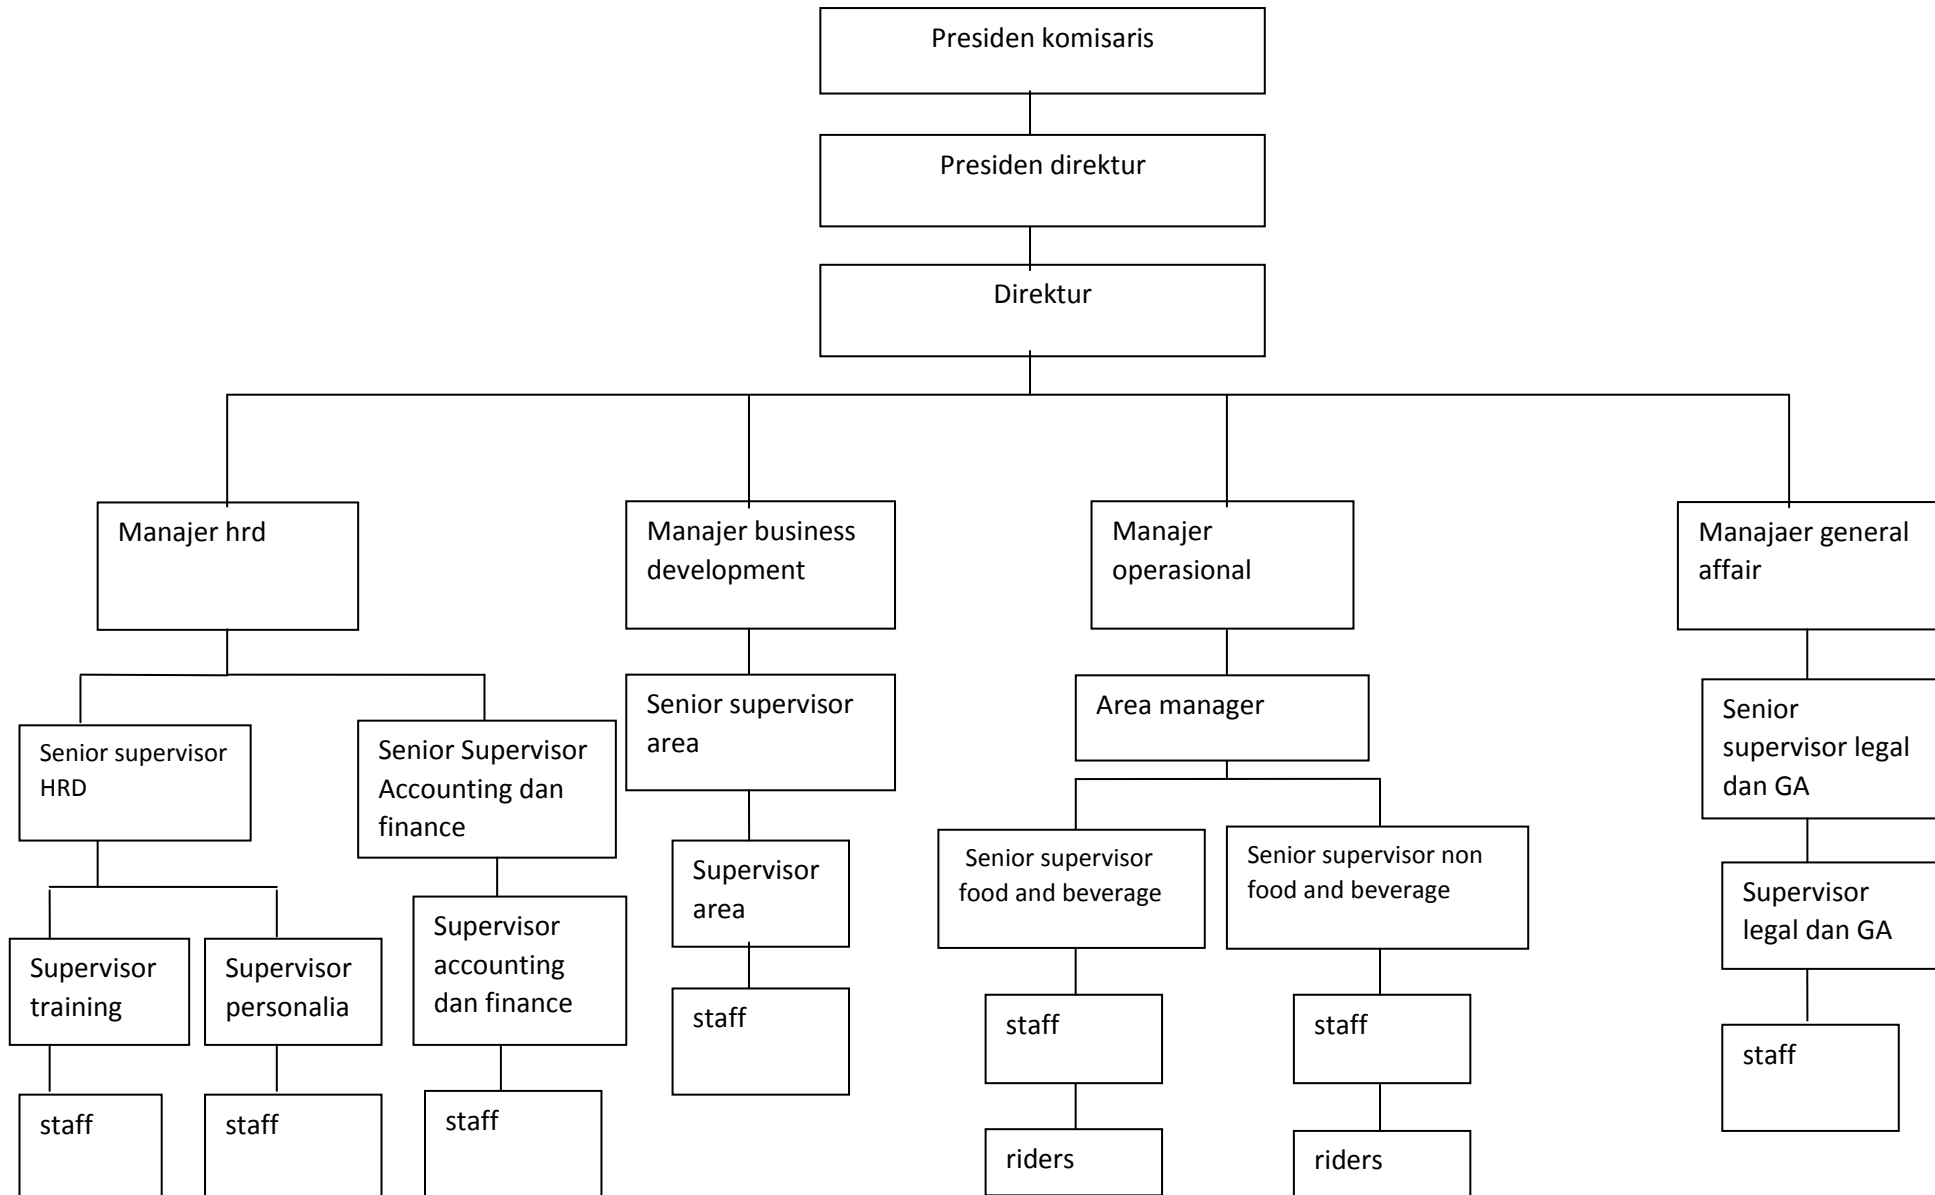 Presiden komisaris
Presiden direktur
Direktur
Manajer hrd
Manajer business
development
Manajer
operasional
Manajaer general
affair
Senior supervisor
HRD
Senior Supervisor
Accounting dan
finance
Senior supervisor
area
Area manager
Senior
supervisor legal
dan GA
Supervisor
training
Supervisor
personalia
Supervisor
accounting
dan finance
Supervisor
area
Senior supervisor
food and beverage
Senior supervisor non
food and beverage
Supervisor
legal dan GA
staff
staff
staff
staff
staff
staff
staff
riders
riders